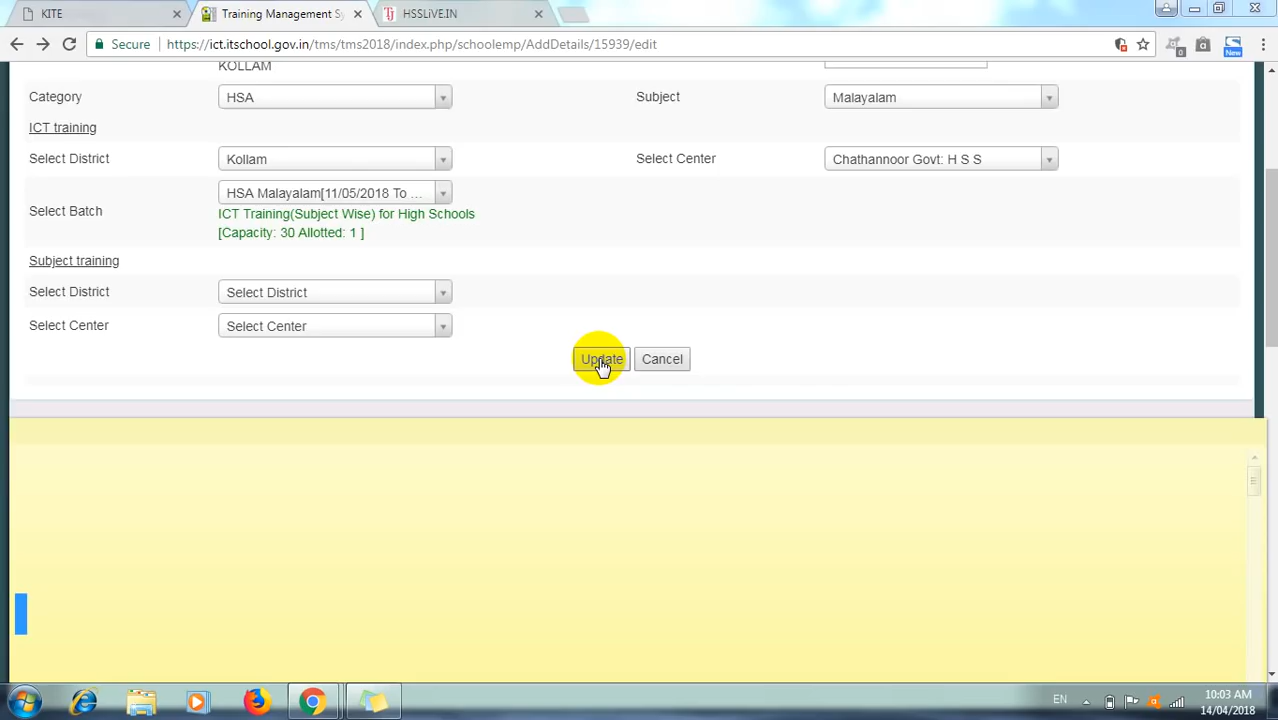 KITE
Training Management Sy
HSSLiVE.IN
Secure https://ict.itschool.gov.in/tms/tms2018/index.php/schoolemp/AddDetails/15939/edit
New
KOLLAM
Category HSA Subject Malayalam
ICT training
Select District Kollam Select Center Chathannoor Govt: H S S
HSA Malayalam[11/05/2018 To ...
Select Batch
ICT Training(Subject Wise) for High Schools
[Capacity: 30 Allotted: 1 ]
Subject training
Select District Select District
Select Center Select Center
Update Cancel
EN
10:03 AM
14/04/2018